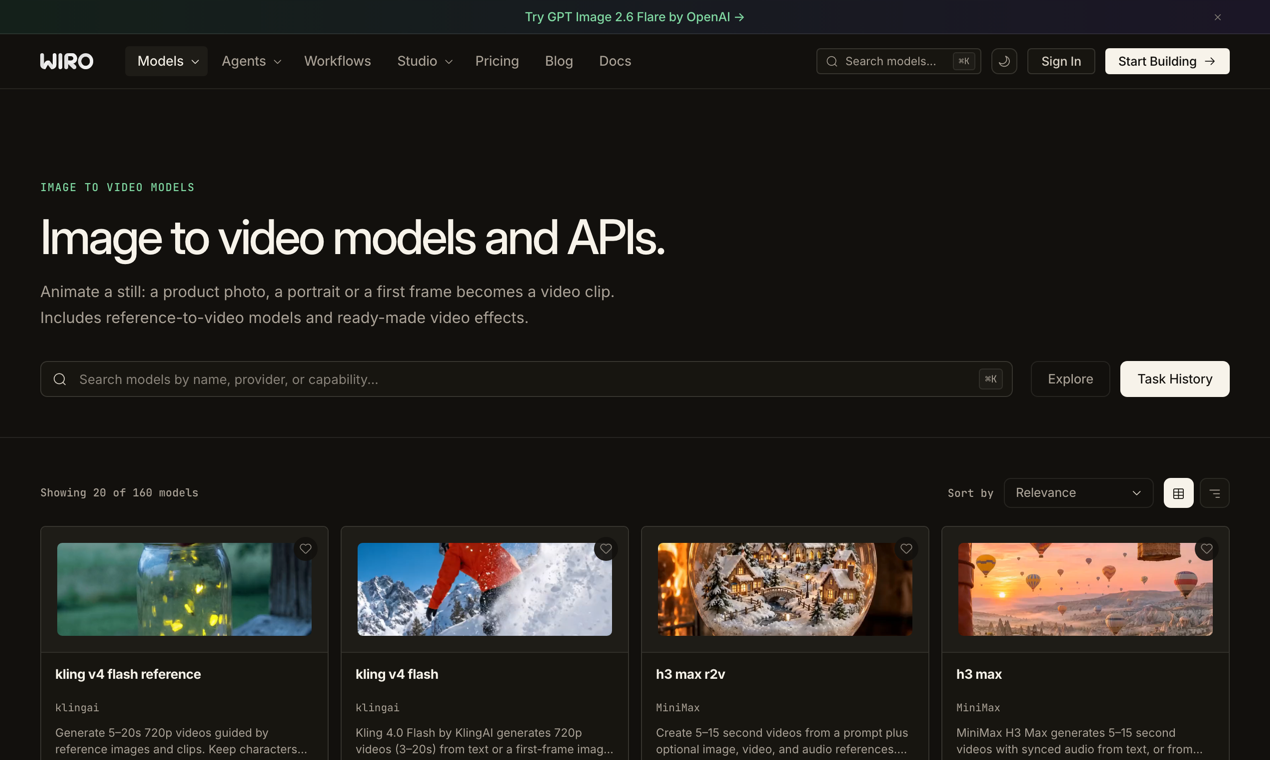 Try GPT Image 2.6 Flare by OpenAI →
WIRO
Models
Agents
Workflows
Studio
Pricing
Blog
Docs
Search models...
⌘K
Sign In
Start Building →
IMAGE TO VIDEO MODELS
Image to video models and APIs.
Animate a still: a product photo, a portrait or a first frame becomes a video clip.
Includes reference-to-video models and ready-made video effects.
Search models by name, provider, or capability...
⌘K
Explore
Task History
Showing 20 of 160 models
Sort by
Relevance
kling v4 flash reference
klingai
Generate 5–20s 720p videos guided by
reference images and clips. Keep characters...
kling v4 flash
klingai
Kling 4.0 Flash by KlingAI generates 720p
videos (3–20s) from text or a first-frame imag...
h3 max r2v
MiniMax
Create 5–15 second videos from a prompt plus
optional image, video, and audio references....
h3 max
MiniMax
MiniMax H3 Max generates 5–15 second
videos with synced audio from text, or from...